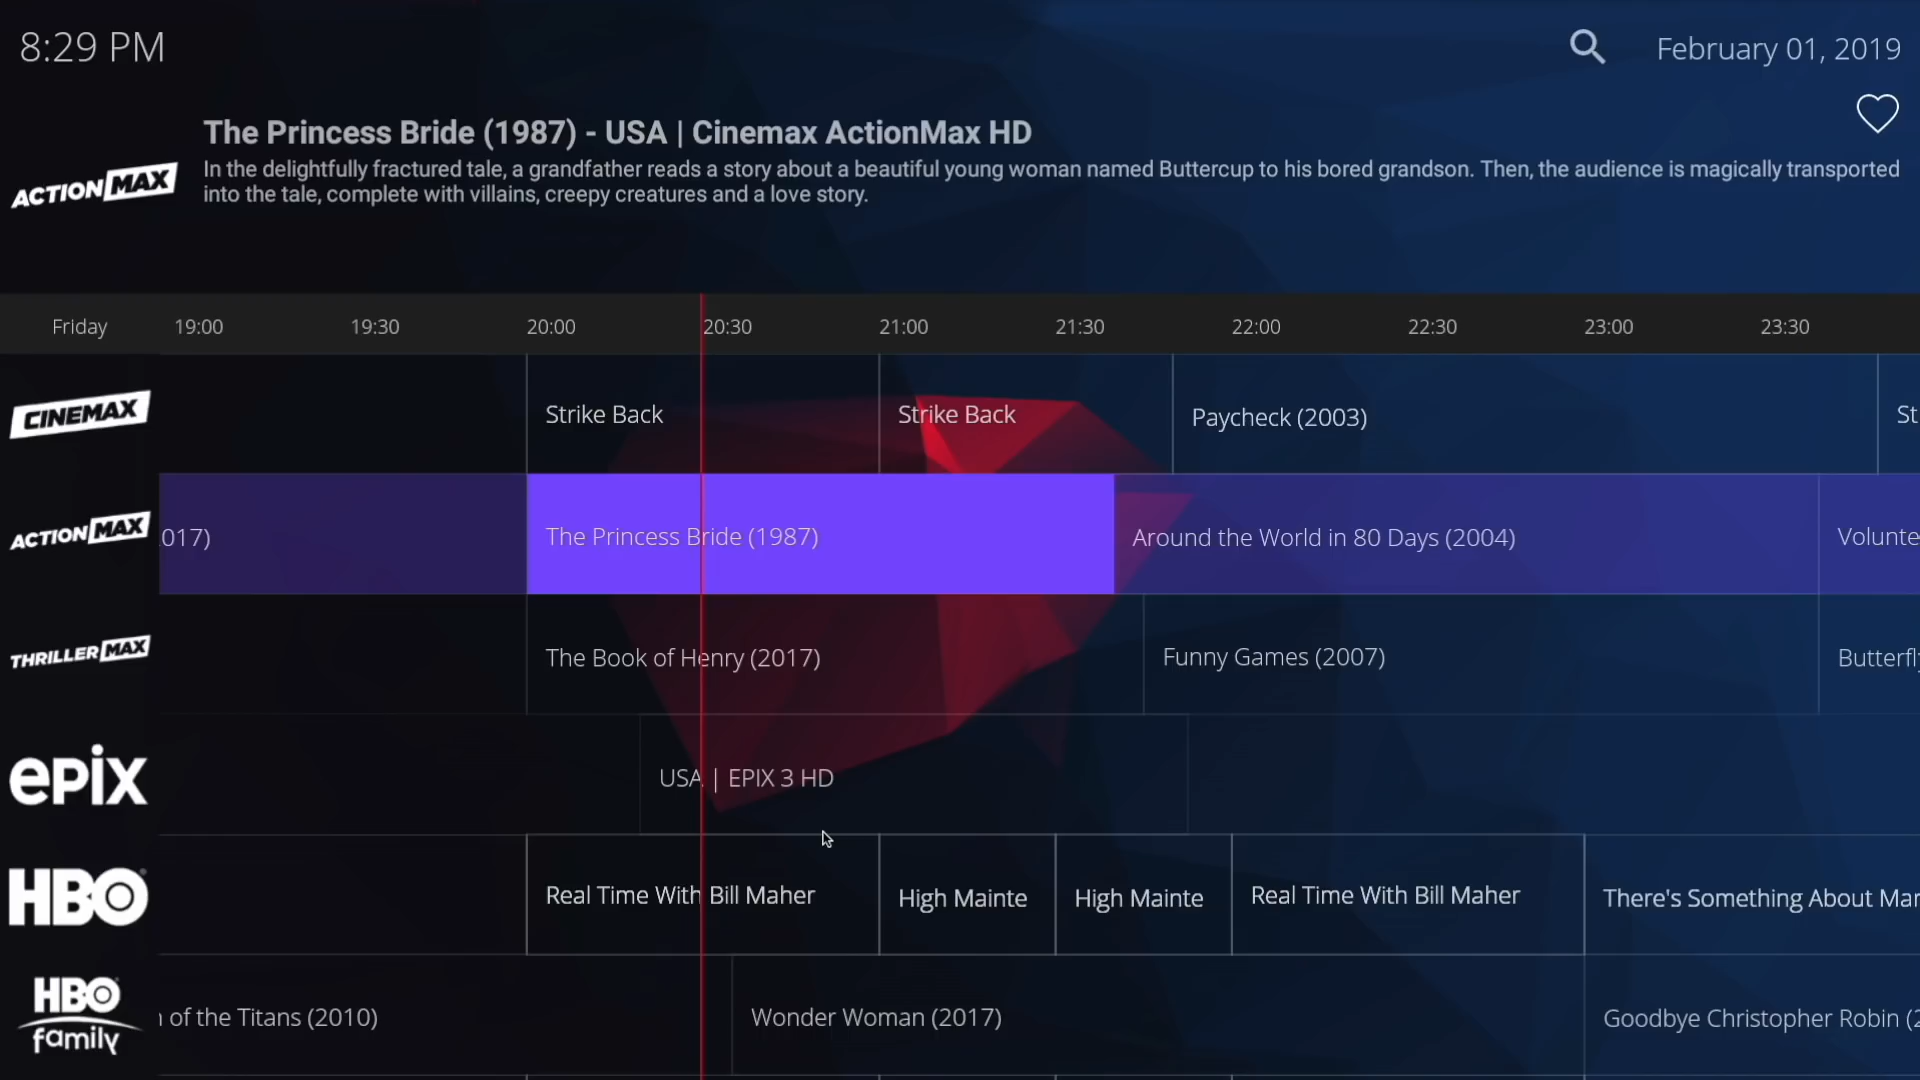 8:29 PM
February 01, 2019
The Princess Bride (1987) - USA | Cinemax ActionMax HD
In the delightfully fractured tale, a grandfather reads a story about a beautiful young woman named Buttercup to his bored grandson. Then, the audience is magically transported
into the tale, complete with villains, creepy creatures and a love story.
ACTIONMAX
Friday 19:00 19:30 20:00 20:30 21:00 21:30 22:00 22:30 23:00 23:30
CINEMAX Strike Back Strike Back Paycheck (2003) St
ACTIONMAX 017) The Princess Bride (1987) Around the World in 80 Days (2004) Volunte
THRILLERMAX The Book of Henry (2017) Funny Games (2007) Butterfly
epix USA | EPIX 3 HD
HBO Real Time With Bill Maher High Mainte High Mainte Real Time With Bill Maher There's Something About Mar
HBO
family of the Titans (2010) Wonder Woman (2017) Goodbye Christopher Robin (2